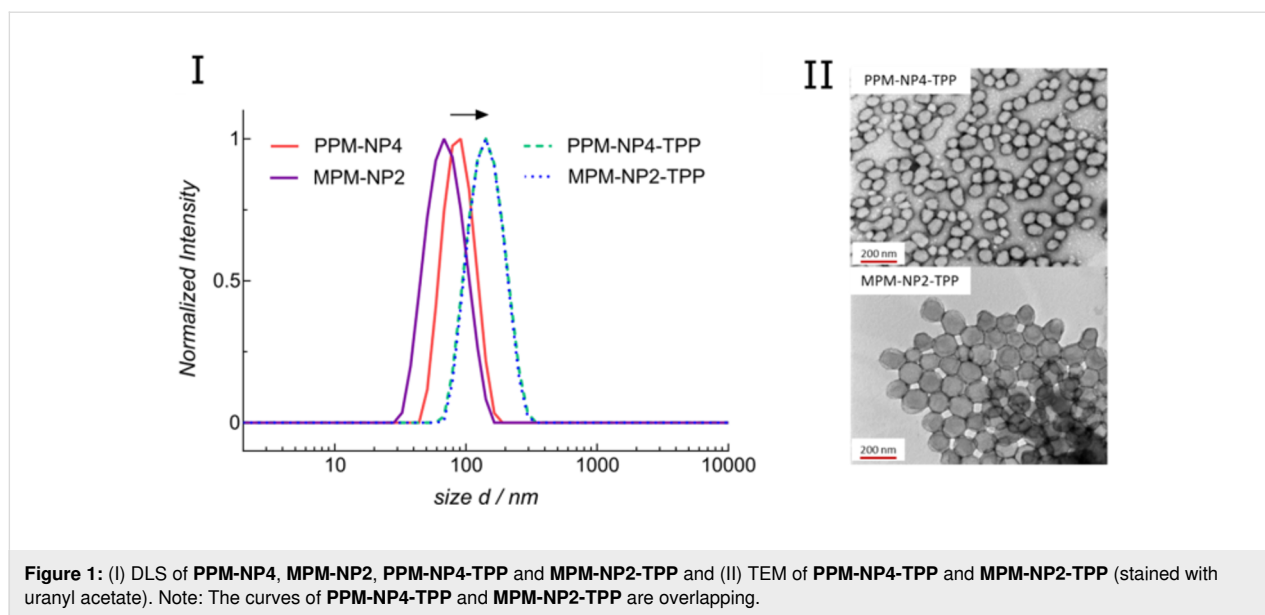 I
II
PPM-NP4
MPM-NP2
PPM-NP4-TPP
MPM-NP2-TPP
1
0.5
0
Normalized Intensity
10
100
1000
10000
size d / nm
PPM-NP4-TPP
200 nm
MPM-NP2-TPP
200 nm
Figure 1: (I) DLS of PPM-NP4, MPM-NP2, PPM-NP4-TPP and MPM-NP2-TPP and (II) TEM of PPM-NP4-TPP and MPM-NP2-TPP (stained with
uranyl acetate). Note: The curves of PPM-NP4-TPP and MPM-NP2-TPP are overlapping.